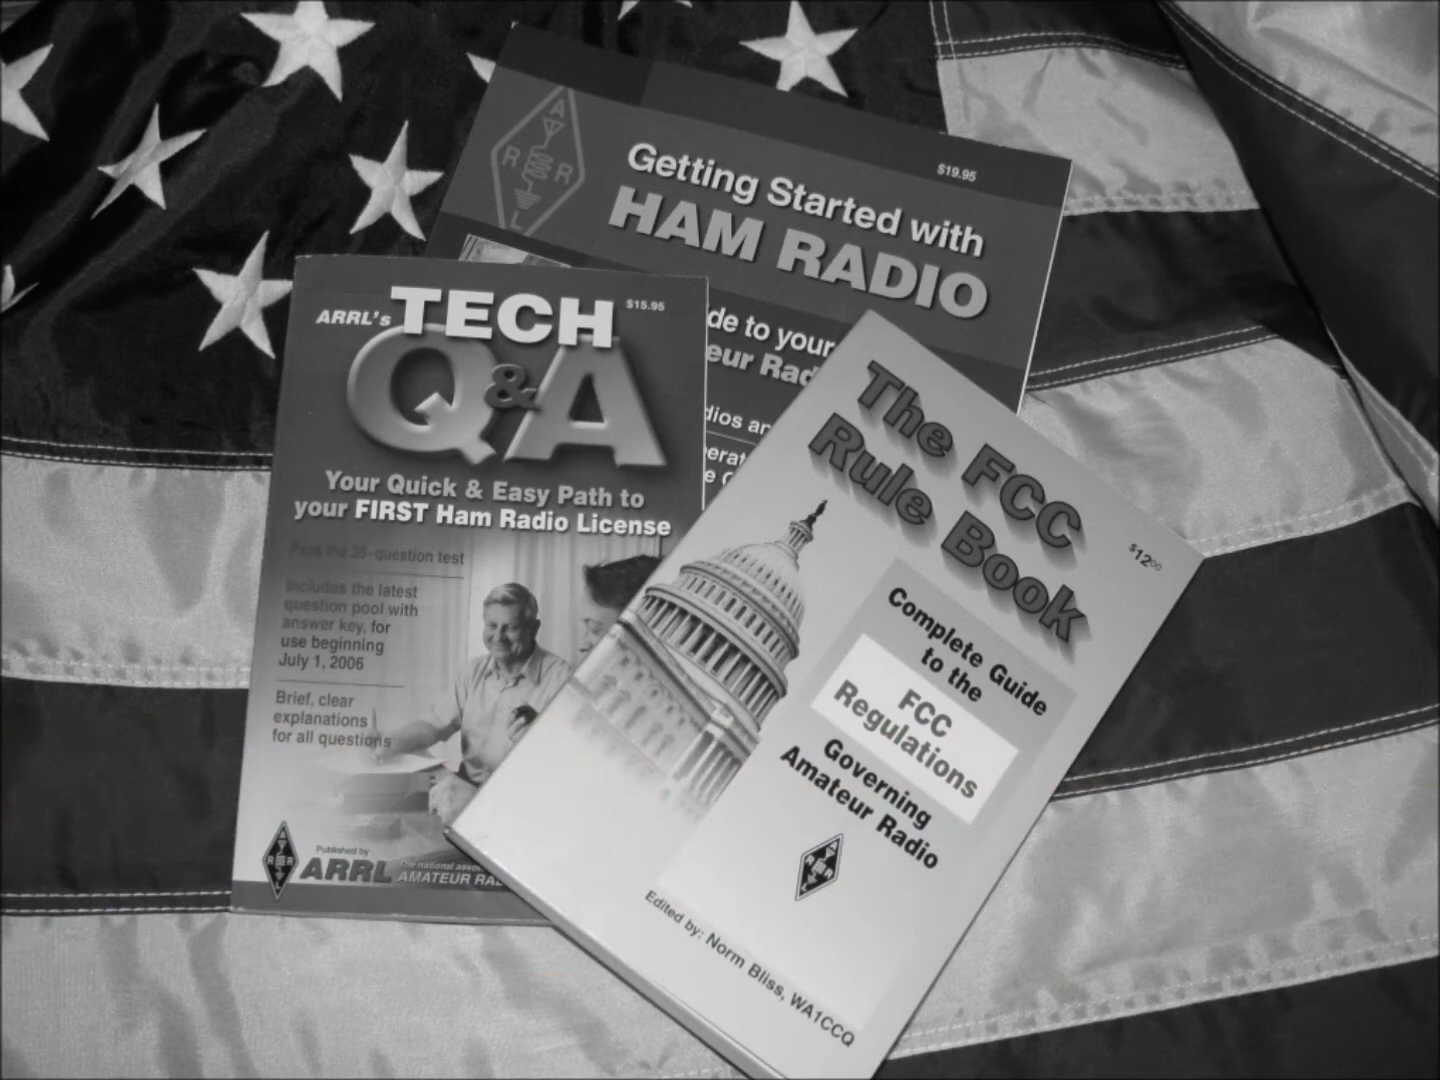 $19.95
Getting Started with
HAM RADIO
A
R R
L
de to your
eur Rad
dios an
erat
e
ARRL's TECH
$15.95
Q&A
Your Quick & Easy Path to
your FIRST Ham Radio License
Pass the 35-question test
Includes the latest
question pool with
answer key, for
use beginning
July 1, 2006
Brief, clear
explanations
for all questions
A
R R
L
Published by
ARRL
The national assoc
AMATEUR RA
The FCC
Rule Book
$12.00
Complete Guide
to the
FCC
Regulations
Governing
Amateur Radio
A
R R
L
Edited by: Norm Bliss, WA1CCQ